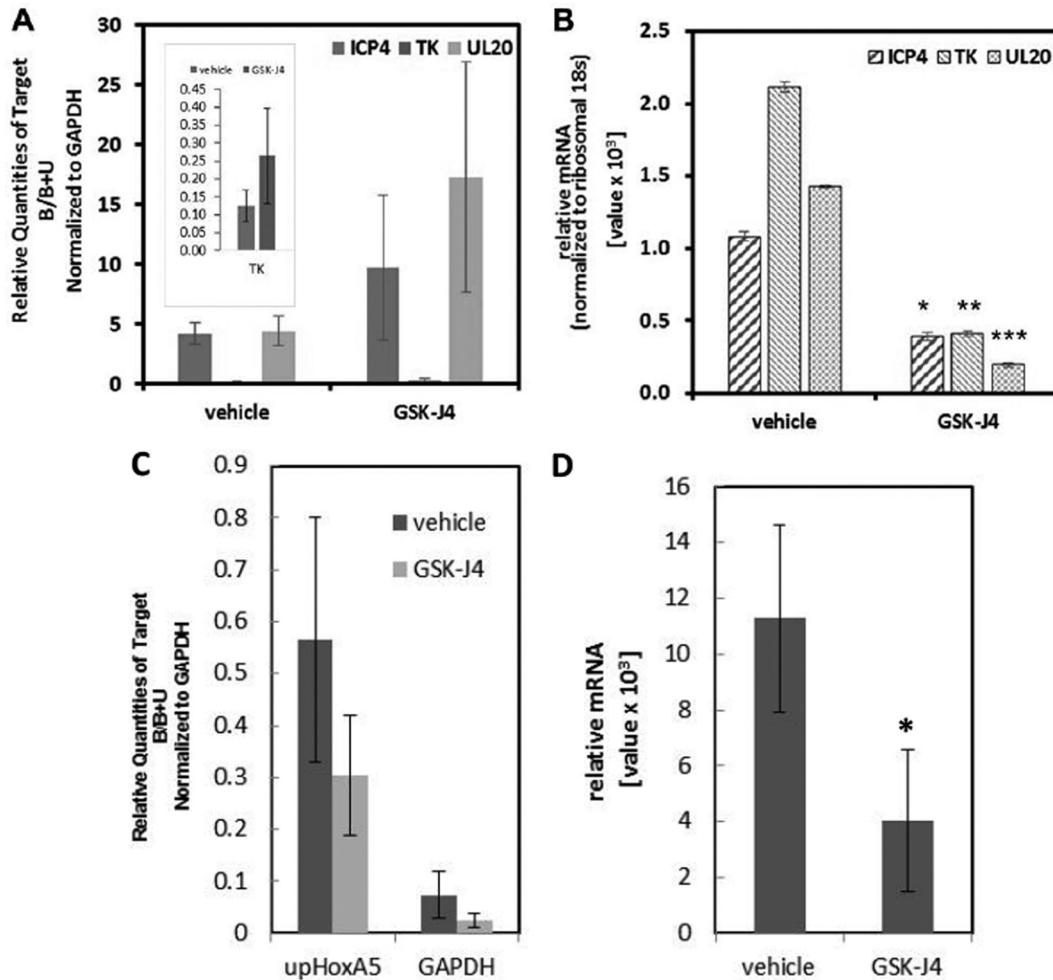 A
Relative Quantities of Target
B/B+U
Normalized to GAPDH
30
25
20
15
10
5
0
ICP4 TK UL20
vehicle GSK-J4
0.45
0.40
0.35
0.30
0.25
0.20
0.15
0.10
0.05
0.00
TK
vehicle GSK-J4
B
relative mRNA
(normalized to ribosomal 18s)
[value x 10³]
2.5
2.0
1.5
1.0
0.5
0.0
ICP4 TK UL20
* ** ***
vehicle GSK-J4
C
Relative Quantities of Target
B/B+U
Normalized to GAPDH
0.9
0.8
0.7
0.6
0.5
0.4
0.3
0.2
0.1
0
vehicle
GSK-J4
upHoxA5 GAPDH
D
relative mRNA
[value x 10³]
16
14
12
10
8
6
4
2
0
*
vehicle GSK-J4